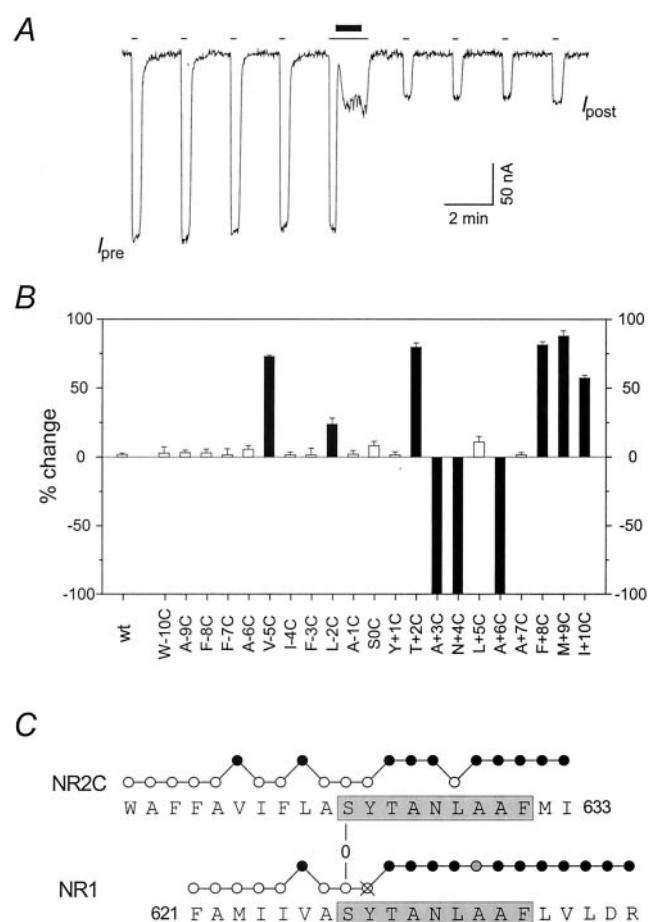 A
I post
50 nA
2 min
I pre
B
100
50
0
-50
-100
% change
100
50
0
-50
-100
wt
W-10C
A-9C
F-8C
F-7C
A-6C
V-5C
I-4C
F-3C
L-2C
A-1C
S0C
Y+1C
T+2C
A+3C
N+4C
L+5C
A+6C
A+7C
F+8C
M+9C
I+10C
C
NR2C
W A F F A V I F L A S Y T A N L A A F M I 633
0
NR1
621 F A M I I V A S Y T A N L A A F L V L D R